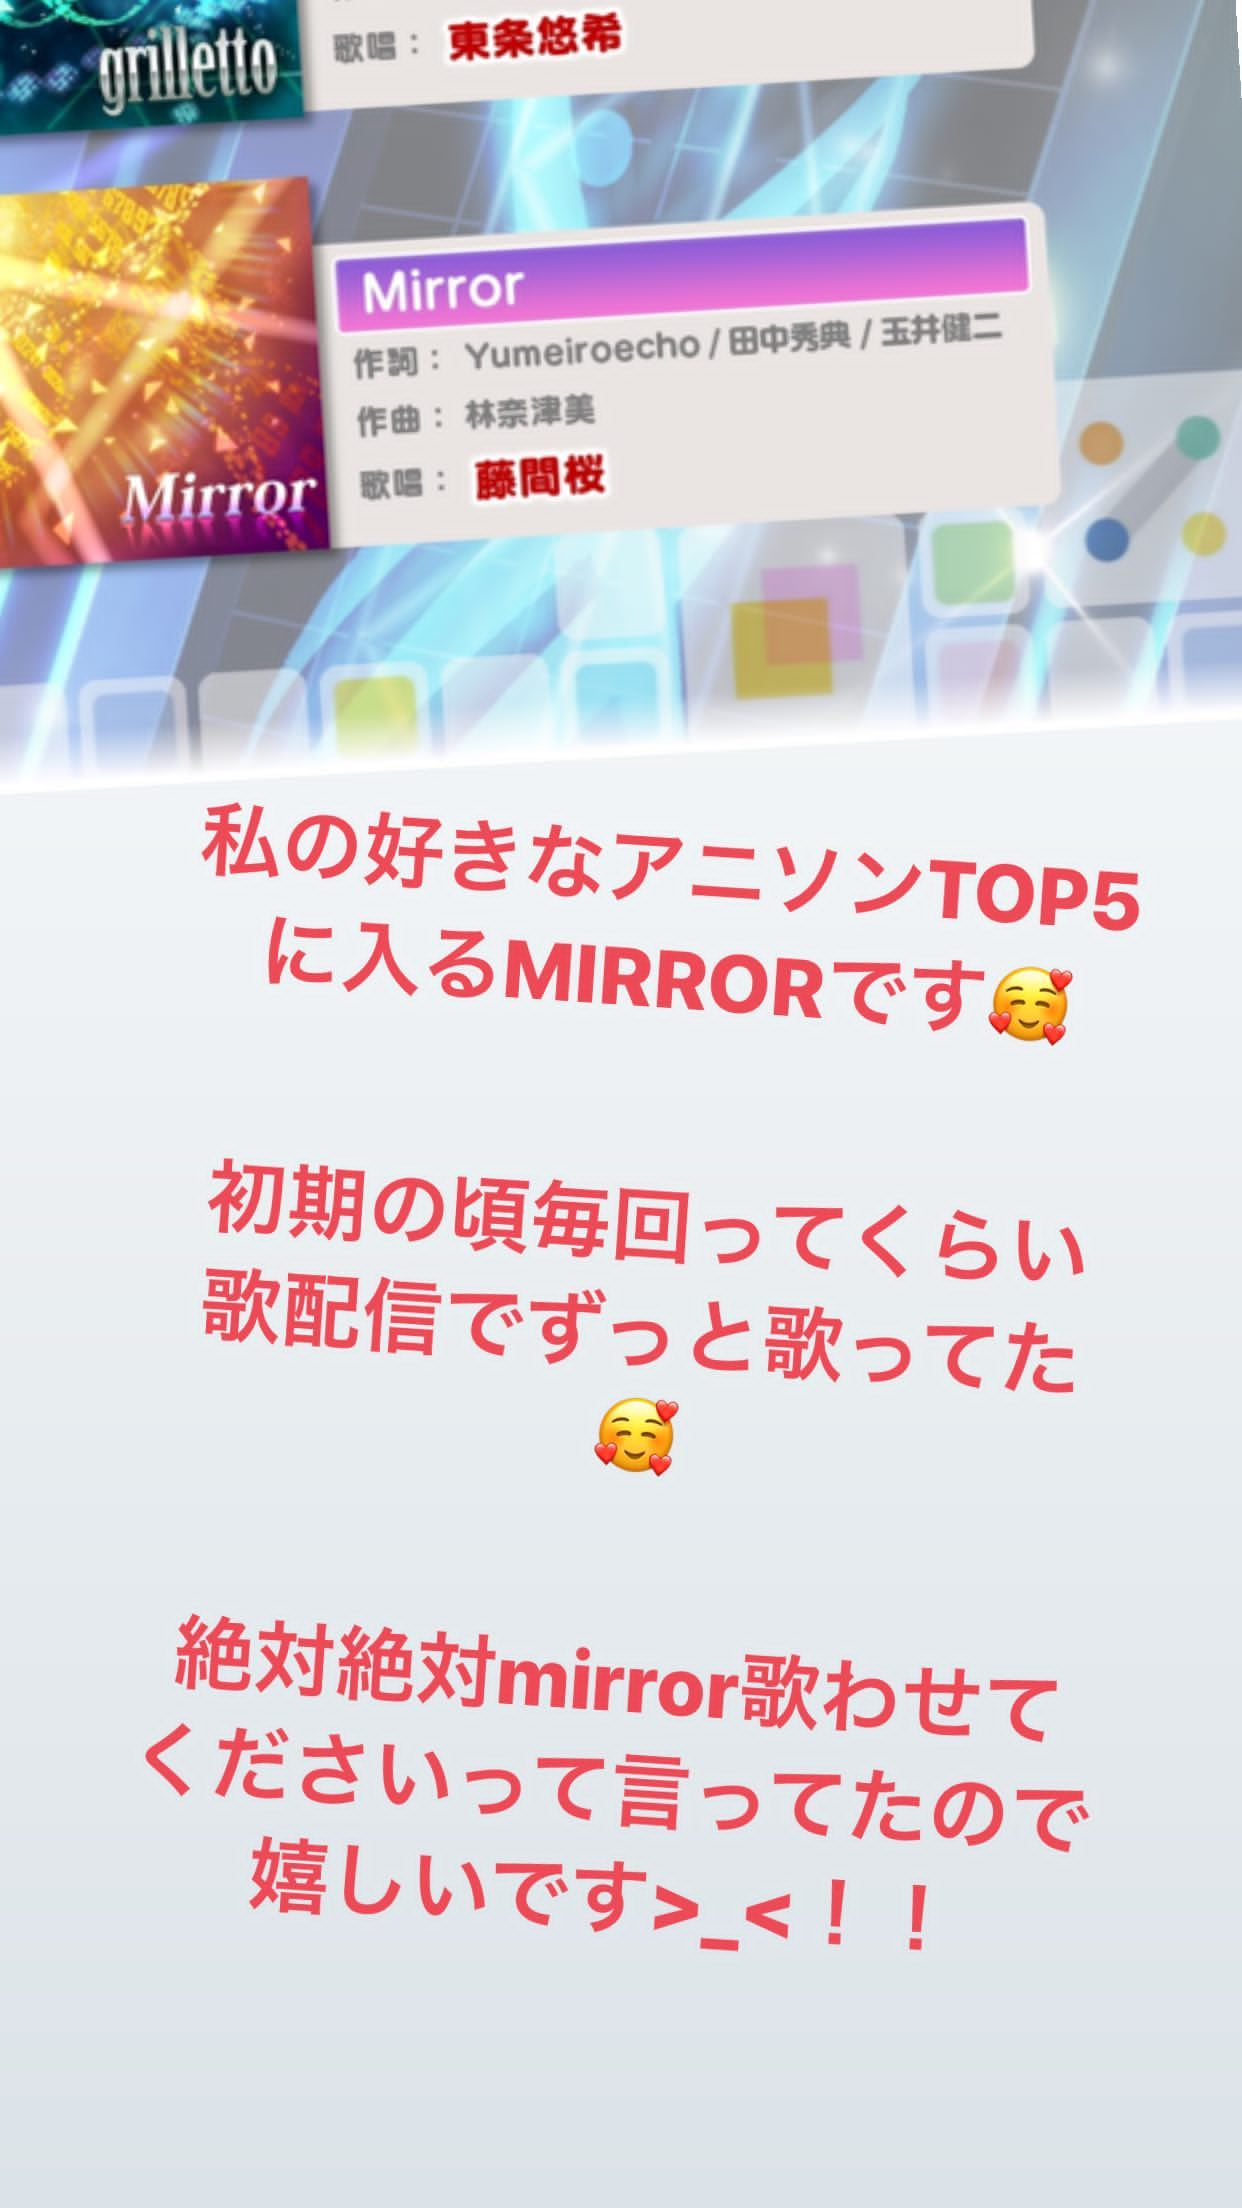 grilletto
歌唱： 東条悠希
Mirror
作詞： Yumeiroecho / 田中秀典 / 玉井健二
作曲： 林奈津美
歌唱： 藤間桜
Mirror
私の好きなアニソンTOP5
に入るMIRRORです🥰
初期の頃毎回ってくらい
歌配信でずっと歌ってた
🥰
絶対絶対mirror歌わせて
くださいって言ってたので
嬉しいです>_<！！